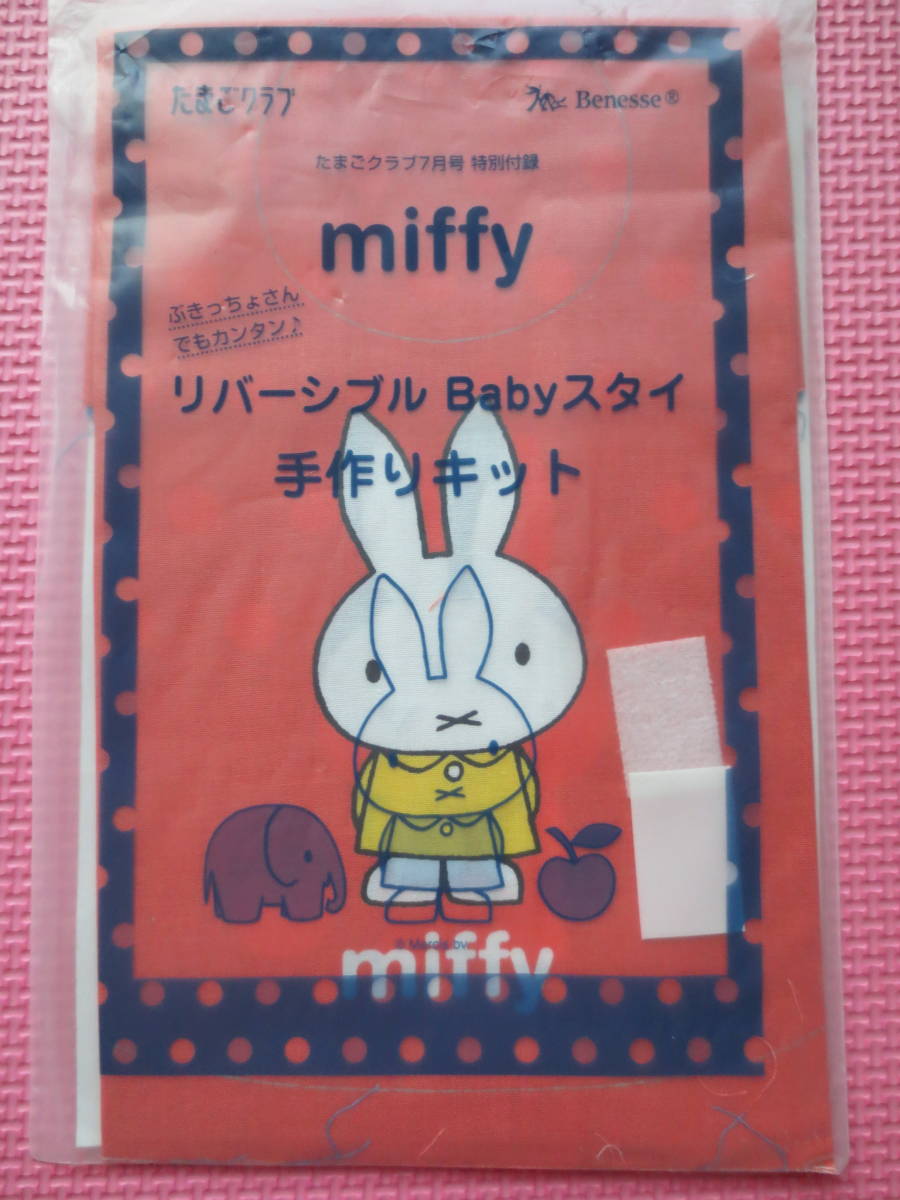 たまごクラブ
Benesse®
たまごクラブ7月号 特別付録
miffy
ぶきっちょさん
でもカンタン♪
リバーシブル Babyスタイ
手作りキット
© Mercis bv
miffy